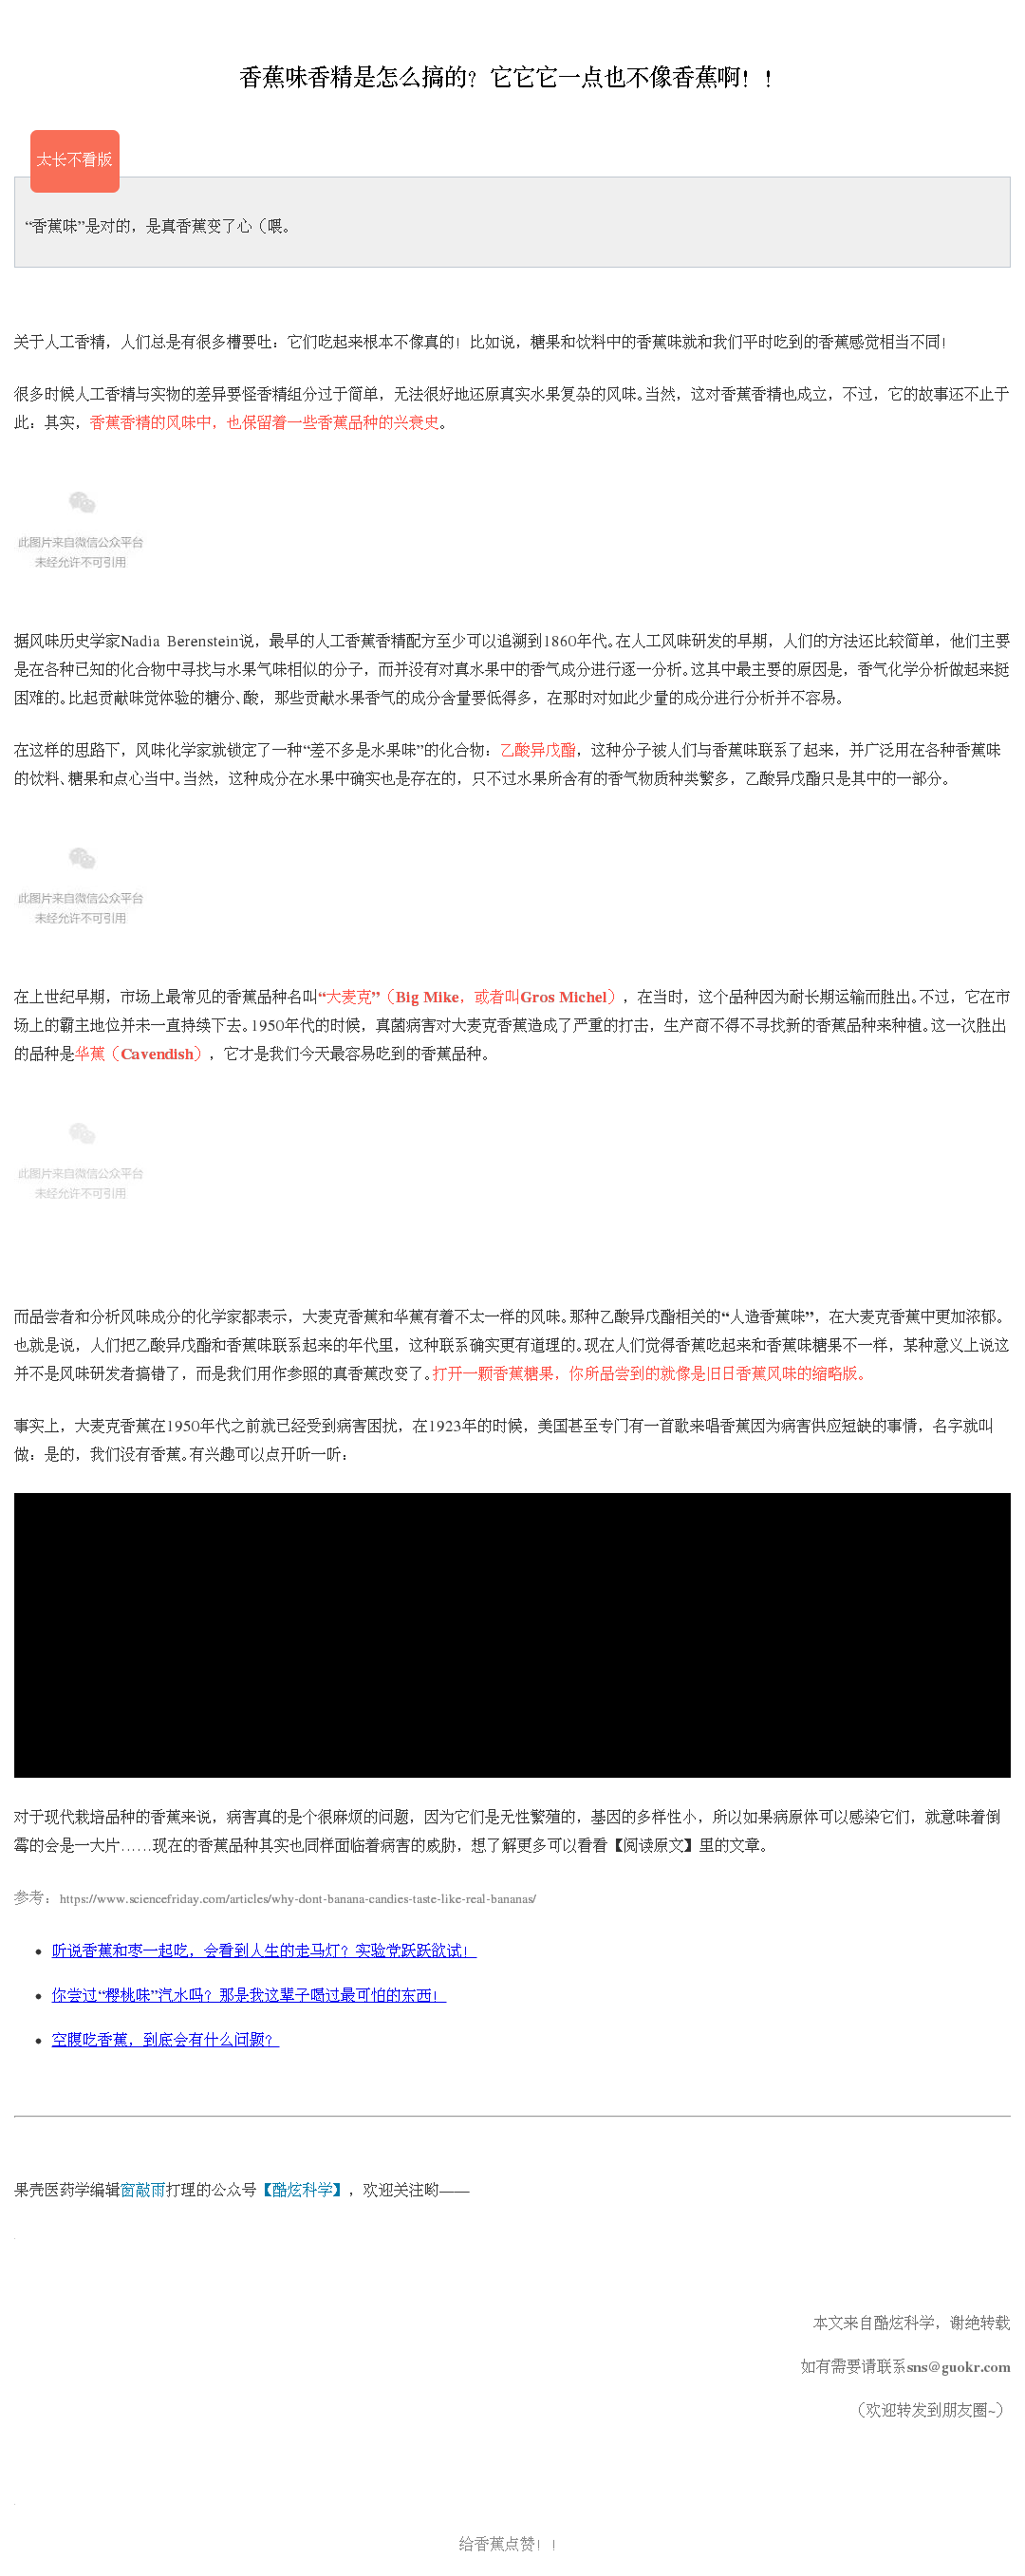 香蕉味香精是怎么搞的？它它它一点也不像香蕉啊！！
太长不看版
“香蕉味”是对的，是真香蕉变了心（喂。
关于人工香精，人们总是有很多槽要吐：它们吃起来根本不像真的！比如说，糖果和饮料中的香蕉味就和我们平时吃到的香蕉感觉相当不同！
很多时候人工香精与实物的差异要怪香精组分过于简单，无法很好地还原真实水果复杂的风味。当然，这对香蕉香精也成立，不过，它的故事还不止于
此：其实，香蕉香精的风味中，也保留着一些香蕉品种的兴衰史。
此图片来自微信公众平台
未经允许不可引用
据风味历史学家Nadia Berenstein说，最早的人工香蕉香精配方至少可以追溯到1860年代。在人工风味研发的早期，人们的方法还比较简单，他们主要
是在各种已知的化合物中寻找与水果气味相似的分子，而并没有对真水果中的香气成分进行逐一分析。这其中最主要的原因是，香气化学分析做起来挺
困难的。比起贡献味觉体验的糖分、酸，那些贡献水果香气的成分含量要低得多，在那时对如此少量的成分进行分析并不容易。
在这样的思路下，风味化学家就锁定了一种“差不多是水果味”的化合物：乙酸异戊酯，这种分子被人们与香蕉味联系了起来，并广泛用在各种香蕉味
的饮料、糖果和点心当中。当然，这种成分在水果中确实也是存在的，只不过水果所含有的香气物质种类繁多，乙酸异戊酯只是其中的一部分。
此图片来自微信公众平台
未经允许不可引用
在上世纪早期，市场上最常见的香蕉品种名叫“大麦克”（Big Mike，或者叫Gros Michel），在当时，这个品种因为耐长期运输而胜出。不过，它在市
场上的霸主地位并未一直持续下去。1950年代的时候，真菌病害对大麦克香蕉造成了严重的打击，生产商不得不寻找新的香蕉品种来种植。这一次胜出
的品种是华蕉（Cavendish），它才是我们今天最容易吃到的香蕉品种。
此图片来自微信公众平台
未经允许不可引用
而品尝者和分析风味成分的化学家都表示，大麦克香蕉和华蕉有着不太一样的风味。那种乙酸异戊酯相关的“人造香蕉味”，在大麦克香蕉中更加浓郁。
也就是说，人们把乙酸异戊酯和香蕉味联系起来的年代里，这种联系确实更有道理的。现在人们觉得香蕉吃起来和香蕉味糖果不一样，某种意义上说这
并不是风味研发者搞错了，而是我们用作参照的真香蕉改变了。打开一颗香蕉糖果，你所品尝到的就像是旧日香蕉风味的缩略版。
事实上，大麦克香蕉在1950年代之前就已经受到病害困扰，在1923年的时候，美国甚至专门有一首歌来唱香蕉因为病害供应短缺的事情，名字就叫
做：是的，我们没有香蕉。有兴趣可以点开听一听：
对于现代栽培品种的香蕉来说，病害真的是个很麻烦的问题，因为它们是无性繁殖的，基因的多样性小，所以如果病原体可以感染它们，就意味着倒
霉的会是一大片……现在的香蕉品种其实也同样面临着病害的威胁，想了解更多可以看看【阅读原文】里的文章。
参考：https://www.sciencefriday.com/articles/why-dont-banana-candies-taste-like-real-bananas/
听说香蕉和枣一起吃，会看到人生的走马灯？实验党跃跃欲试！
你尝过“樱桃味”汽水吗？那是我这辈子喝过最可怕的东西！
空腹吃香蕉，到底会有什么问题？
果壳医药学编辑窗敲雨打理的公众号【酷炫科学】，欢迎关注哟——
本文来自酷炫科学，谢绝转载
如有需要请联系sns@guokr.com
（欢迎转发到朋友圈~）
给香蕉点赞！！